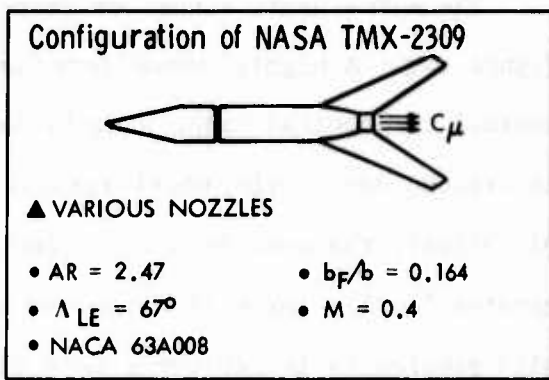 Configuration of NASA TMX-2309
Cμ
▲ VARIOUS NOZZLES
• AR = 2.47
• b_F/b = 0.164
• Λ_LE = 67°
• M = 0.4
• NACA 63A008